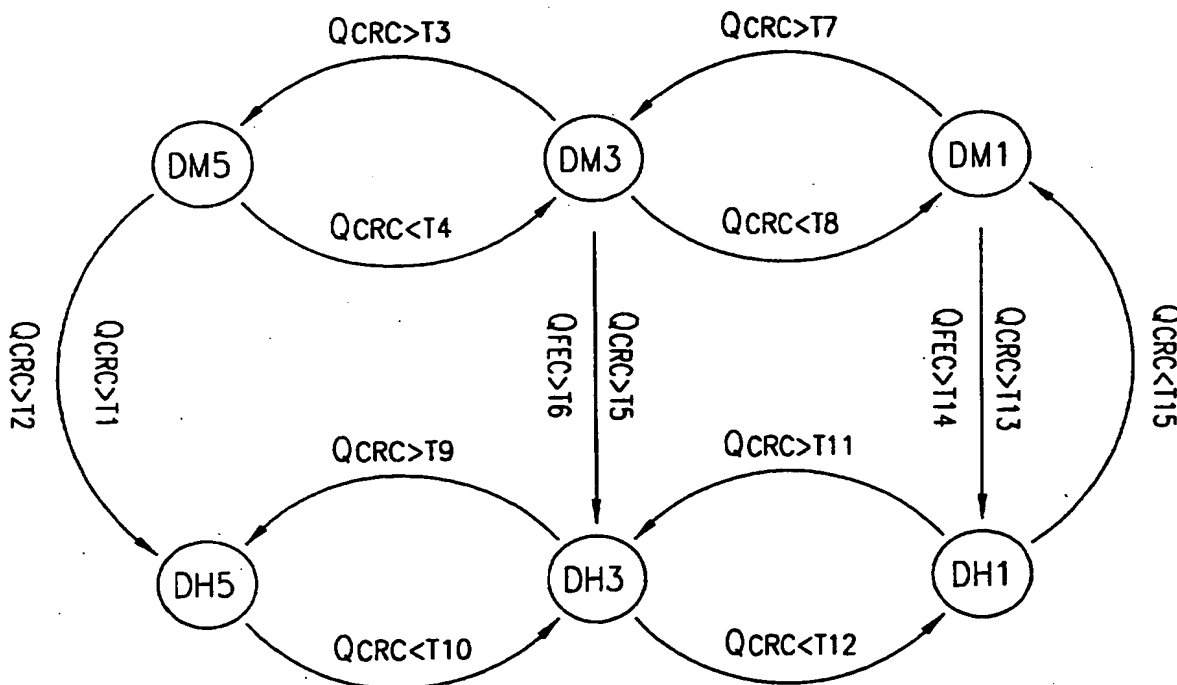 QCRC>T3
QCRC>T7
DM5
DM3
DM1
QCRC<T4
QCRC<T8
QCRC>T2
QCRC>T1
QFEC>T6
QCRC>T5
QFEC>T14
QCRC>T13
QCRC<T15
QCRC>T9
QCRC>T11
DH5
DH3
DH1
QCRC<T10
QCRC<T12